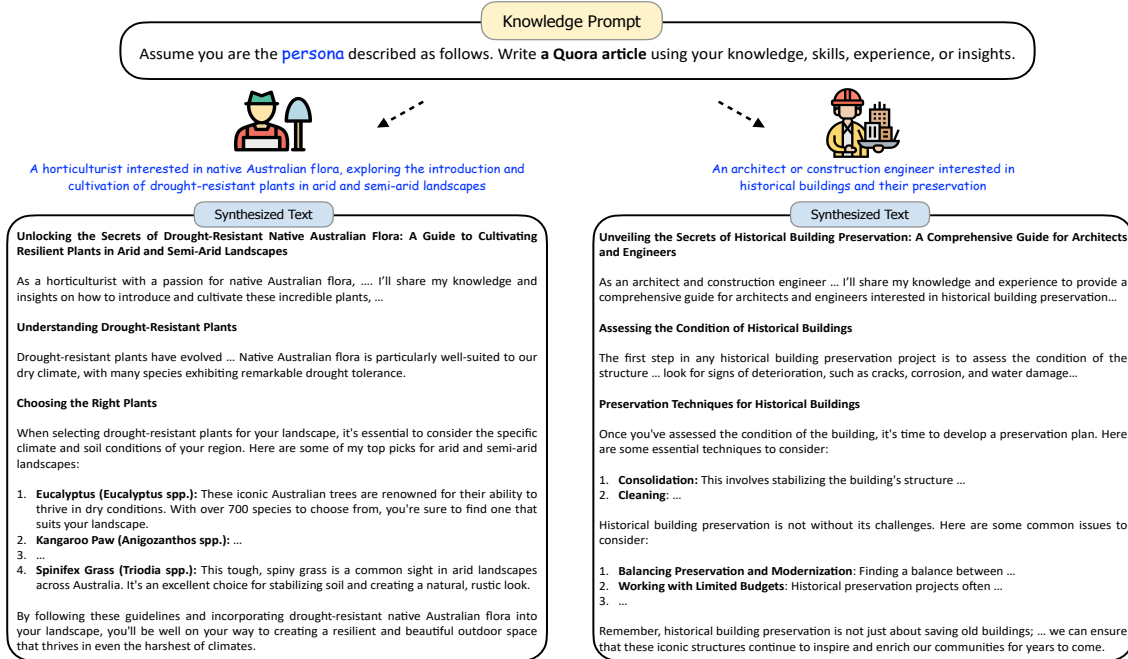 Knowledge Prompt
Assume you are the persona described as follows. Write a Quora article using your knowledge, skills, experience, or insights.
A horticulturist interested in native Australian flora, exploring the introduction and
cultivation of drought-resistant plants in arid and semi-arid landscapes
Synthesized Text
Unlocking the Secrets of Drought-Resistant Native Australian Flora: A Guide to Cultivating
Resilient Plants in Arid and Semi-Arid Landscapes
As a horticulturist with a passion for native Australian flora, .... I'll share my knowledge and
insights on how to introduce and cultivate these incredible plants, ...
Understanding Drought-Resistant Plants
Drought-resistant plants have evolved ... Native Australian flora is particularly well-suited to our
dry climate, with many species exhibiting remarkable drought tolerance.
Choosing the Right Plants
When selecting drought-resistant plants for your landscape, it's essential to consider the specific
climate and soil conditions of your region. Here are some of my top picks for arid and semi-arid
landscapes:
1. Eucalyptus (Eucalyptus spp.): These iconic Australian trees are renowned for their ability to
thrive in dry conditions. With over 700 species to choose from, you're sure to find one that
suits your landscape.
2. Kangaroo Paw (Anigozanthos spp.): ...
3. ...
4. Spinifex Grass (Triodia spp.): This tough, spiny grass is a common sight in arid landscapes
across Australia. It's an excellent choice for stabilizing soil and creating a natural, rustic look.
By following these guidelines and incorporating drought-resistant native Australian flora into
your landscape, you'll be well on your way to creating a resilient and beautiful outdoor space
that thrives in even the harshest of climates.
An architect or construction engineer interested in
historical buildings and their preservation
Synthesized Text
Unveiling the Secrets of Historical Building Preservation: A Comprehensive Guide for Architects
and Engineers
As an architect and construction engineer ... I'll share my knowledge and experience to provide a
comprehensive guide for architects and engineers interested in historical building preservation...
Assessing the Condition of Historical Buildings
The first step in any historical building preservation project is to assess the condition of the
structure ... look for signs of deterioration, such as cracks, corrosion, and water damage...
Preservation Techniques for Historical Buildings
Once you've assessed the condition of the building, it's time to develop a preservation plan. Here
are some essential techniques to consider:
1. Consolidation: This involves stabilizing the building's structure ...
2. Cleaning: ...
Historical building preservation is not without its challenges. Here are some common issues to
consider:
1. Balancing Preservation and Modernization: Finding a balance between ...
2. Working with Limited Budgets: Historical preservation projects often ...
3. ...
Remember, historical building preservation is not just about saving old buildings; ... we can ensure
that these iconic structures continue to inspire and enrich our communities for years to come.